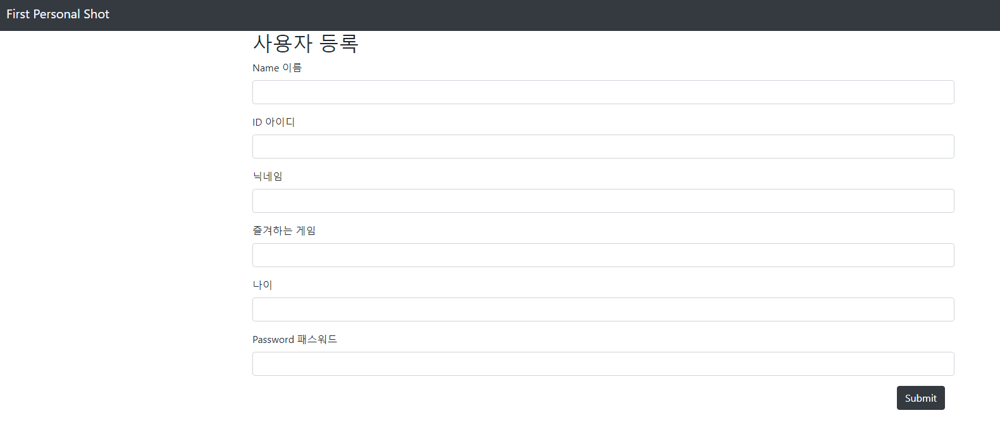 First Personal Shot
사용자 등록
Name 이름
ID 아이디
닉네임
즐겨하는 게임
나이
Password 패스워드
Submit